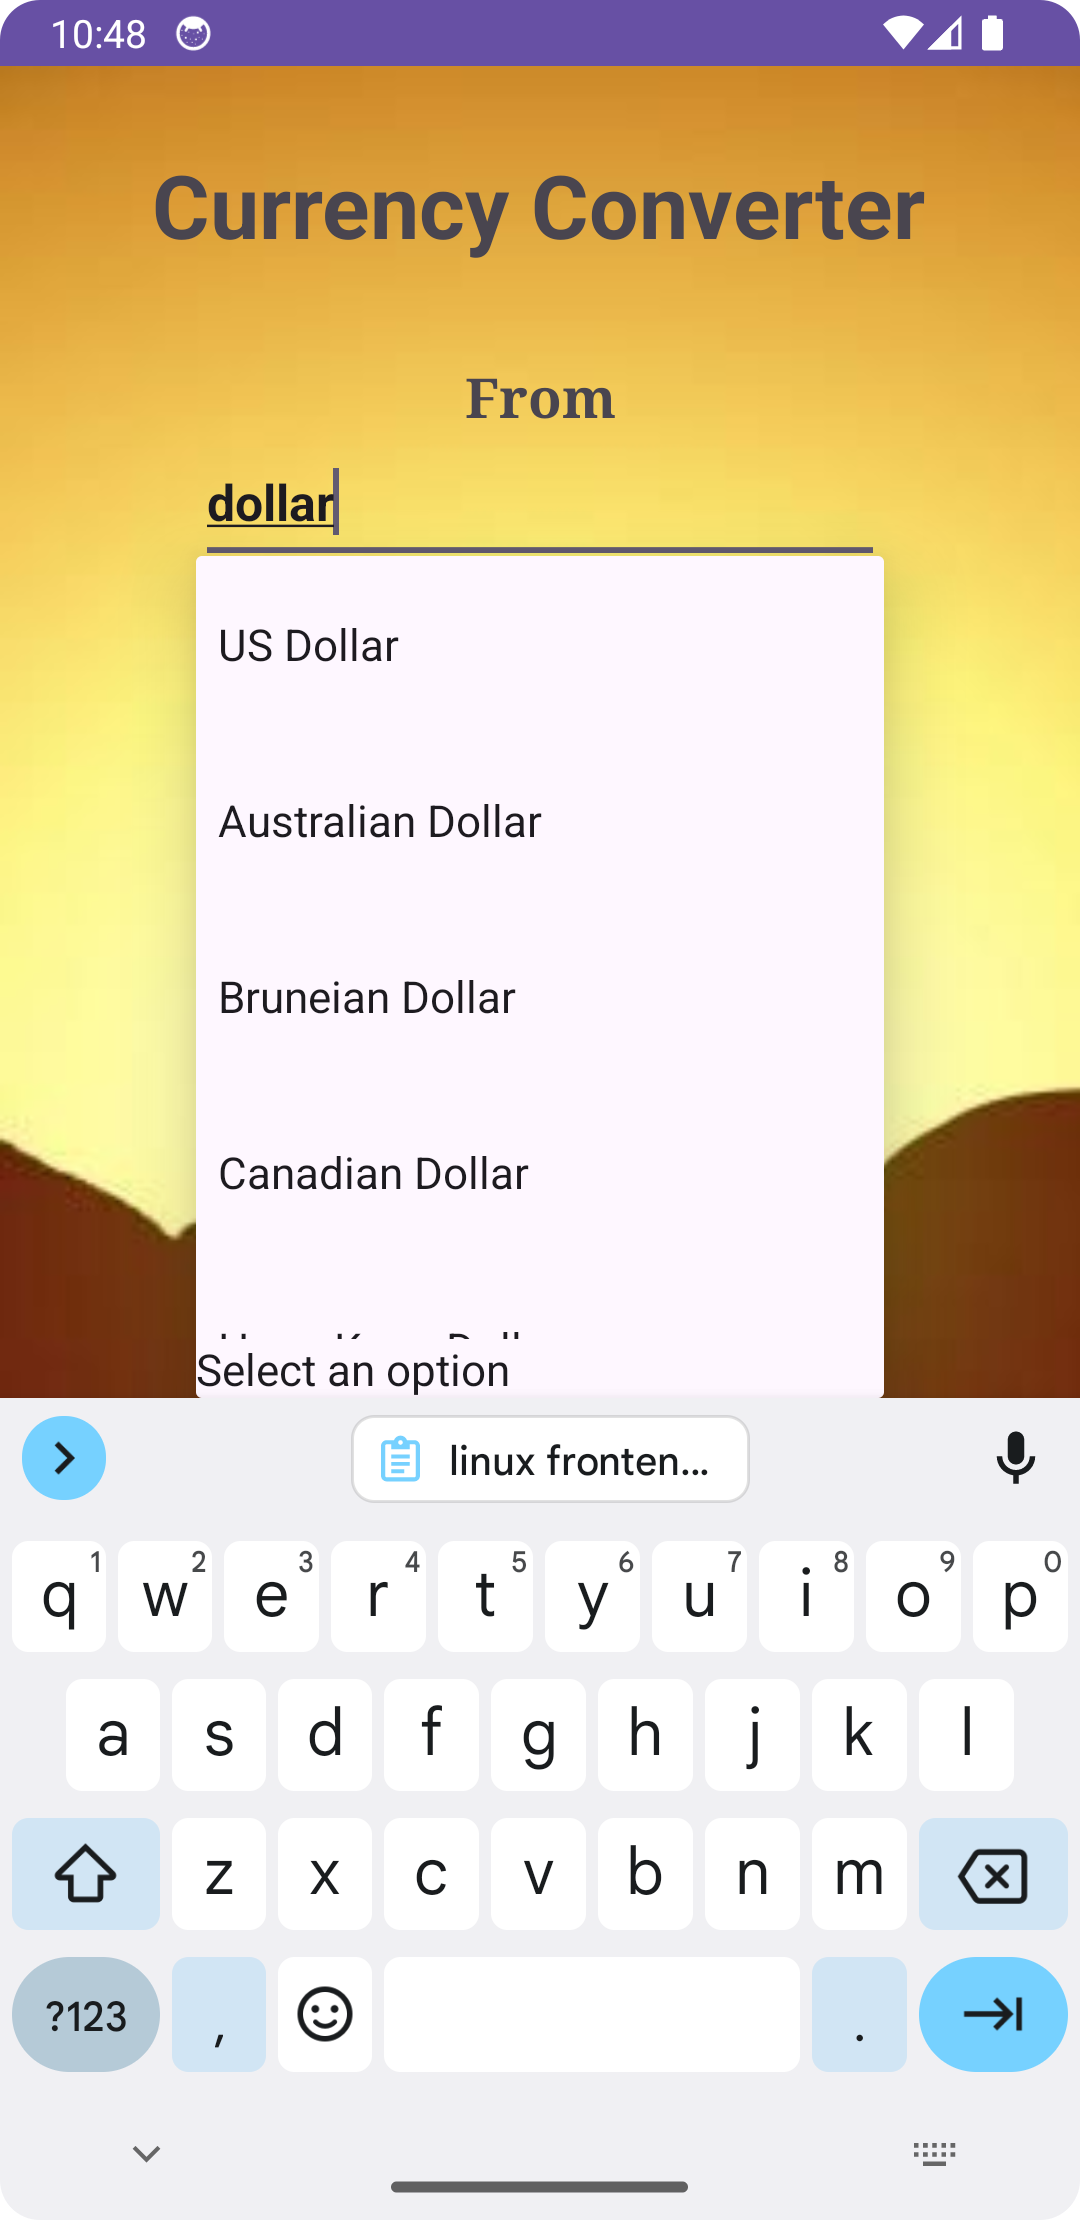 10:48
Currency Converter
From
dollar
US Dollar
Australian Dollar
Bruneian Dollar
Canadian Dollar
Select an option
linux fronten...
q 1 w 2 e 3 r 4 t 5 y 6 u 7 i 8 o 9 p 0
a s d f g h j k l
z x c v b n m
?123 , .